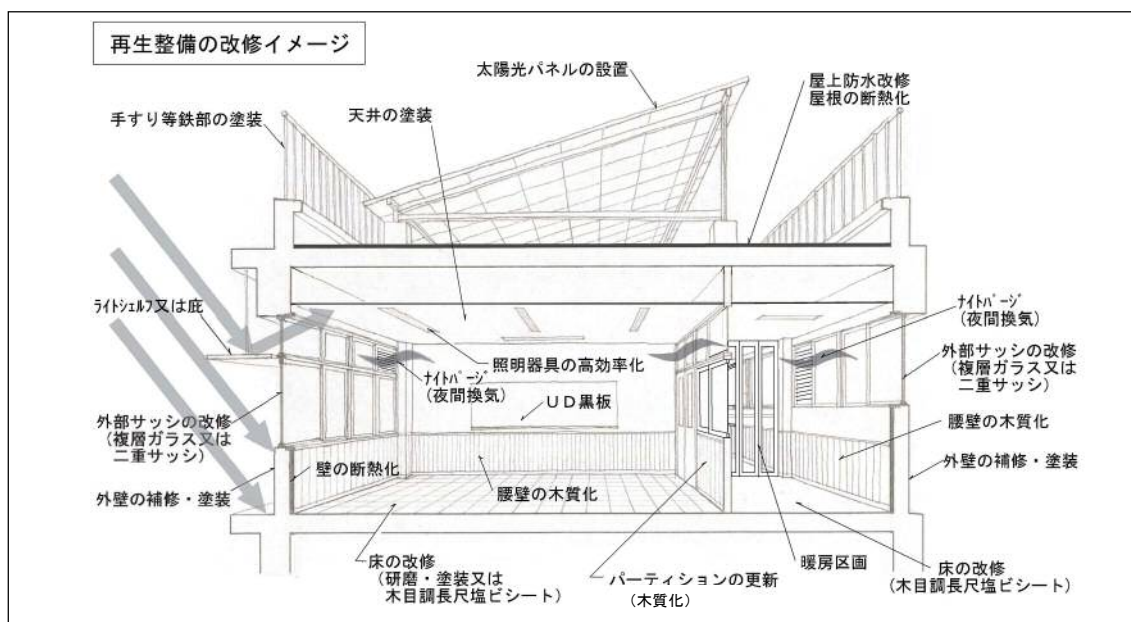 再生整備の改修イメージ
太陽光パネルの設置
屋上防水改修
屋根の断熱化
手すり等鉄部の塗装
天井の塗装
ﾗｲﾄｼｪﾙﾌ又は庇
ﾅｲﾄﾊﾟｰｼﾞ
(夜間換気)
照明器具の高効率化
外部サッシの改修
(複層ガラス又は
二重サッシ)
ﾅｲﾄﾊﾟｰｼﾞ
(夜間換気)
ＵＤ黒板
外部サッシの改修
(複層ガラス又は
二重サッシ)
腰壁の木質化
壁の断熱化
外壁の補修・塗装
腰壁の木質化
外壁の補修・塗装
床の改修
(研磨・塗装又は
木目調長尺塩ビシート)
パーティションの更新
(木質化)
暖房区画
床の改修
(木目調長尺塩ビシート)